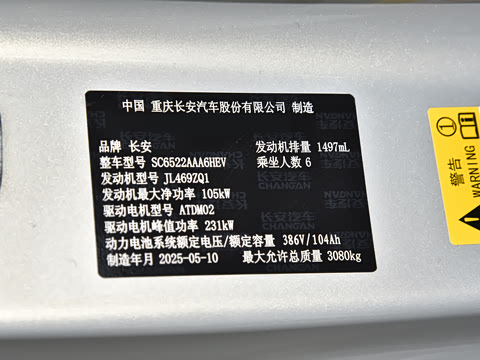 中国 重庆长安汽车股份有限公司 制造
品牌 长安 发动机排量 1497mL
整车型号 SC6522AAA6HEV 乘坐人数 6
发动机型号 JL469ZQ1
发动机最大净功率 105kW
驱动电机型号 ATDM02
驱动电机峰值功率 231kW
动力电池系统额定电压/额定容量 386V/104Ah
制造年月 2025-05-10 最大允许总质量 3080kg
长安汽车
CHANGAN
警告
WARNING